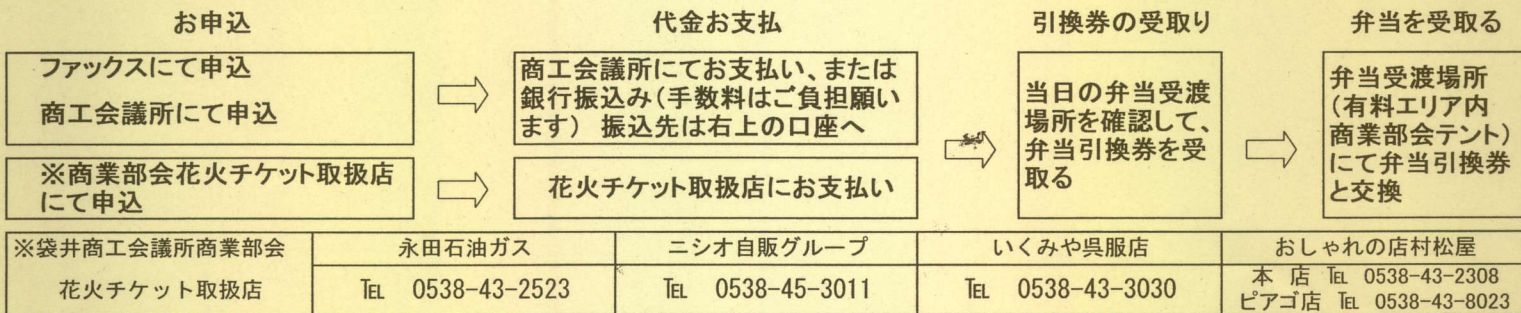 お申込
代金お支払
引換券の受取り
弁当を受取る
ファックスにて申込
商工会議所にて申込
商工会議所にてお支払い、または
銀行振込み(手数料はご負担願い
ます) 振込先は右上の口座へ
※商業部会花火チケット取扱店
にて申込
花火チケット取扱店にお支払い
当日の弁当受渡
場所を確認して、
弁当引換券を受
取る
弁当受渡場所
(有料エリア内
商業部会テント)
にて弁当引換券
と交換
※袋井商工会議所商業部会
花火チケット取扱店
永田石油ガス
℡ 0538-43-2523
ニシオ自販グループ
℡ 0538-45-3011
いくみや呉服店
℡ 0538-43-3030
おしゃれの店村松屋
本 店 ℡ 0538-43-2308
ピアゴ店 ℡ 0538-43-8023